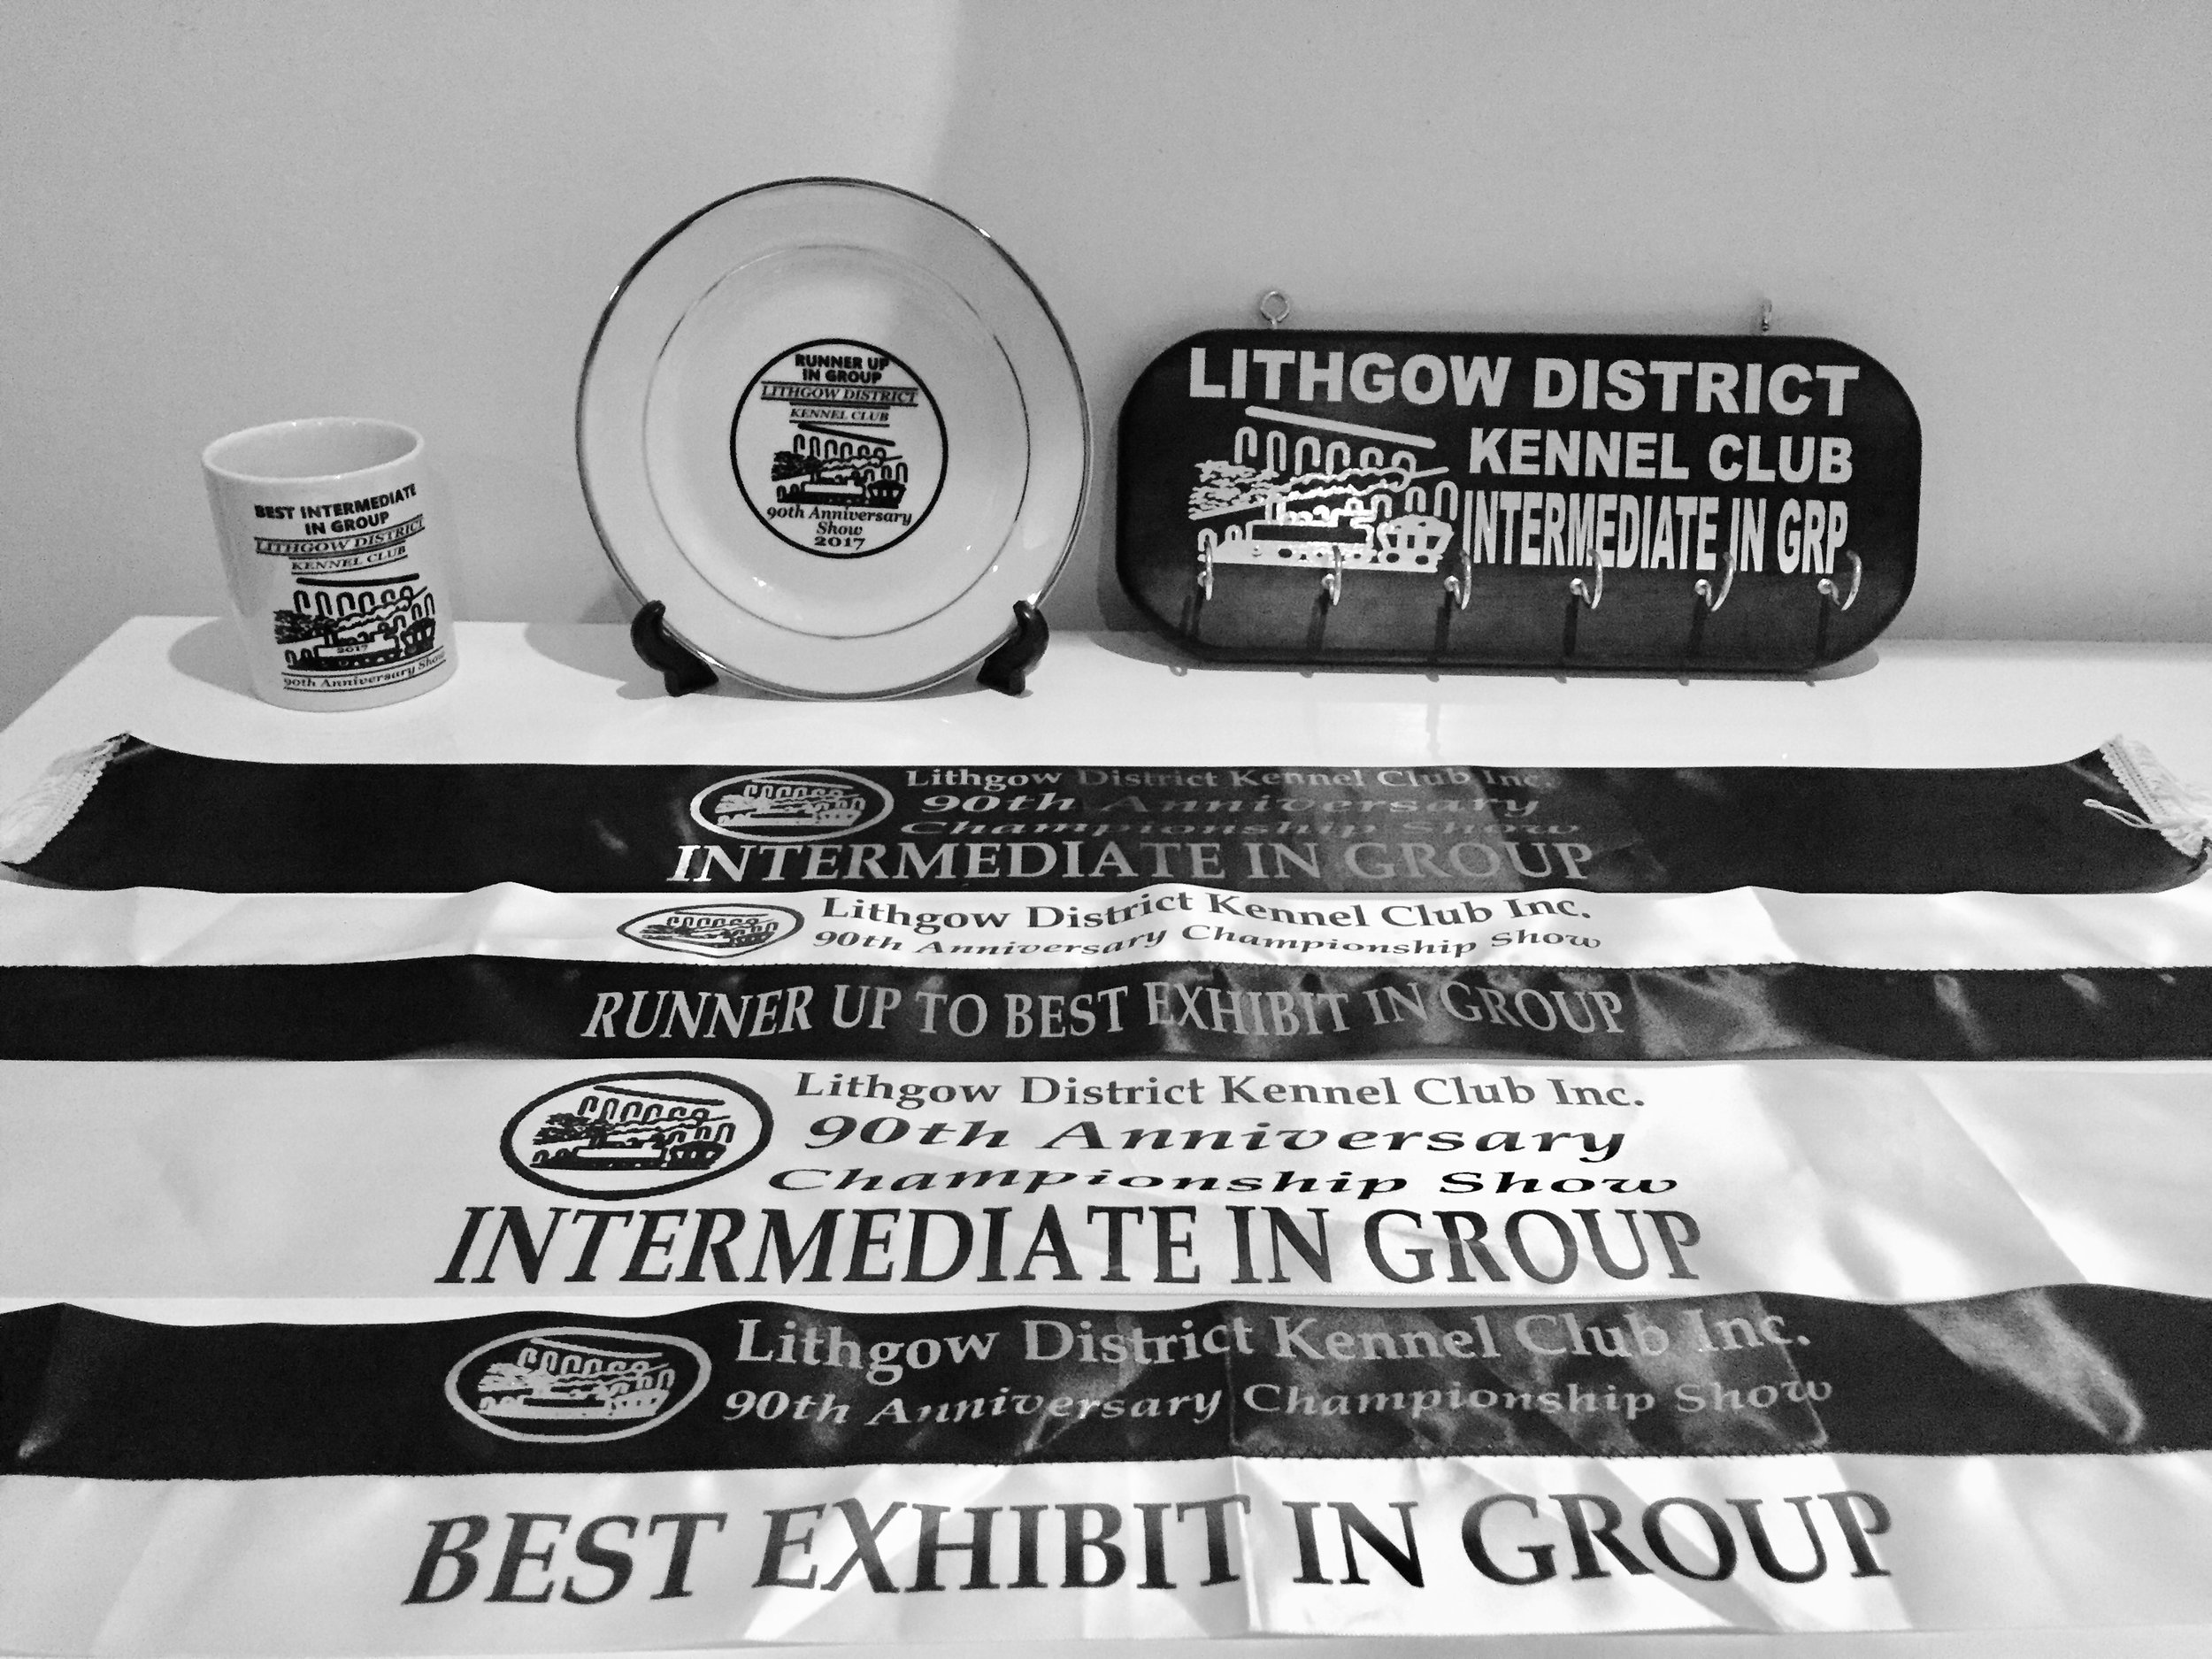 BEST INTERMEDIATE
IN GROUP
LITHGOW DISTRICT
KENNEL CLUB
2017
90th Anniversary Show
RUNNER UP
IN GROUP
LITHGOW DISTRICT
KENNEL CLUB
90th Anniversary
Show
2017
LITHGOW DISTRICT
KENNEL CLUB
INTERMEDIATE IN GRP
Lithgow District Kennel Club Inc.
90th Anniversary
Championship Show
INTERMEDIATE IN GROUP
Lithgow District Kennel Club Inc.
90th Anniversary Championship Show
RUNNER UP TO BEST EXHIBIT IN GROUP
Lithgow District Kennel Club Inc.
90th Anniversary
Championship Show
INTERMEDIATE IN GROUP
Lithgow District Kennel Club Inc.
90th Anniversary Championship Show
BEST EXHIBIT IN GROUP